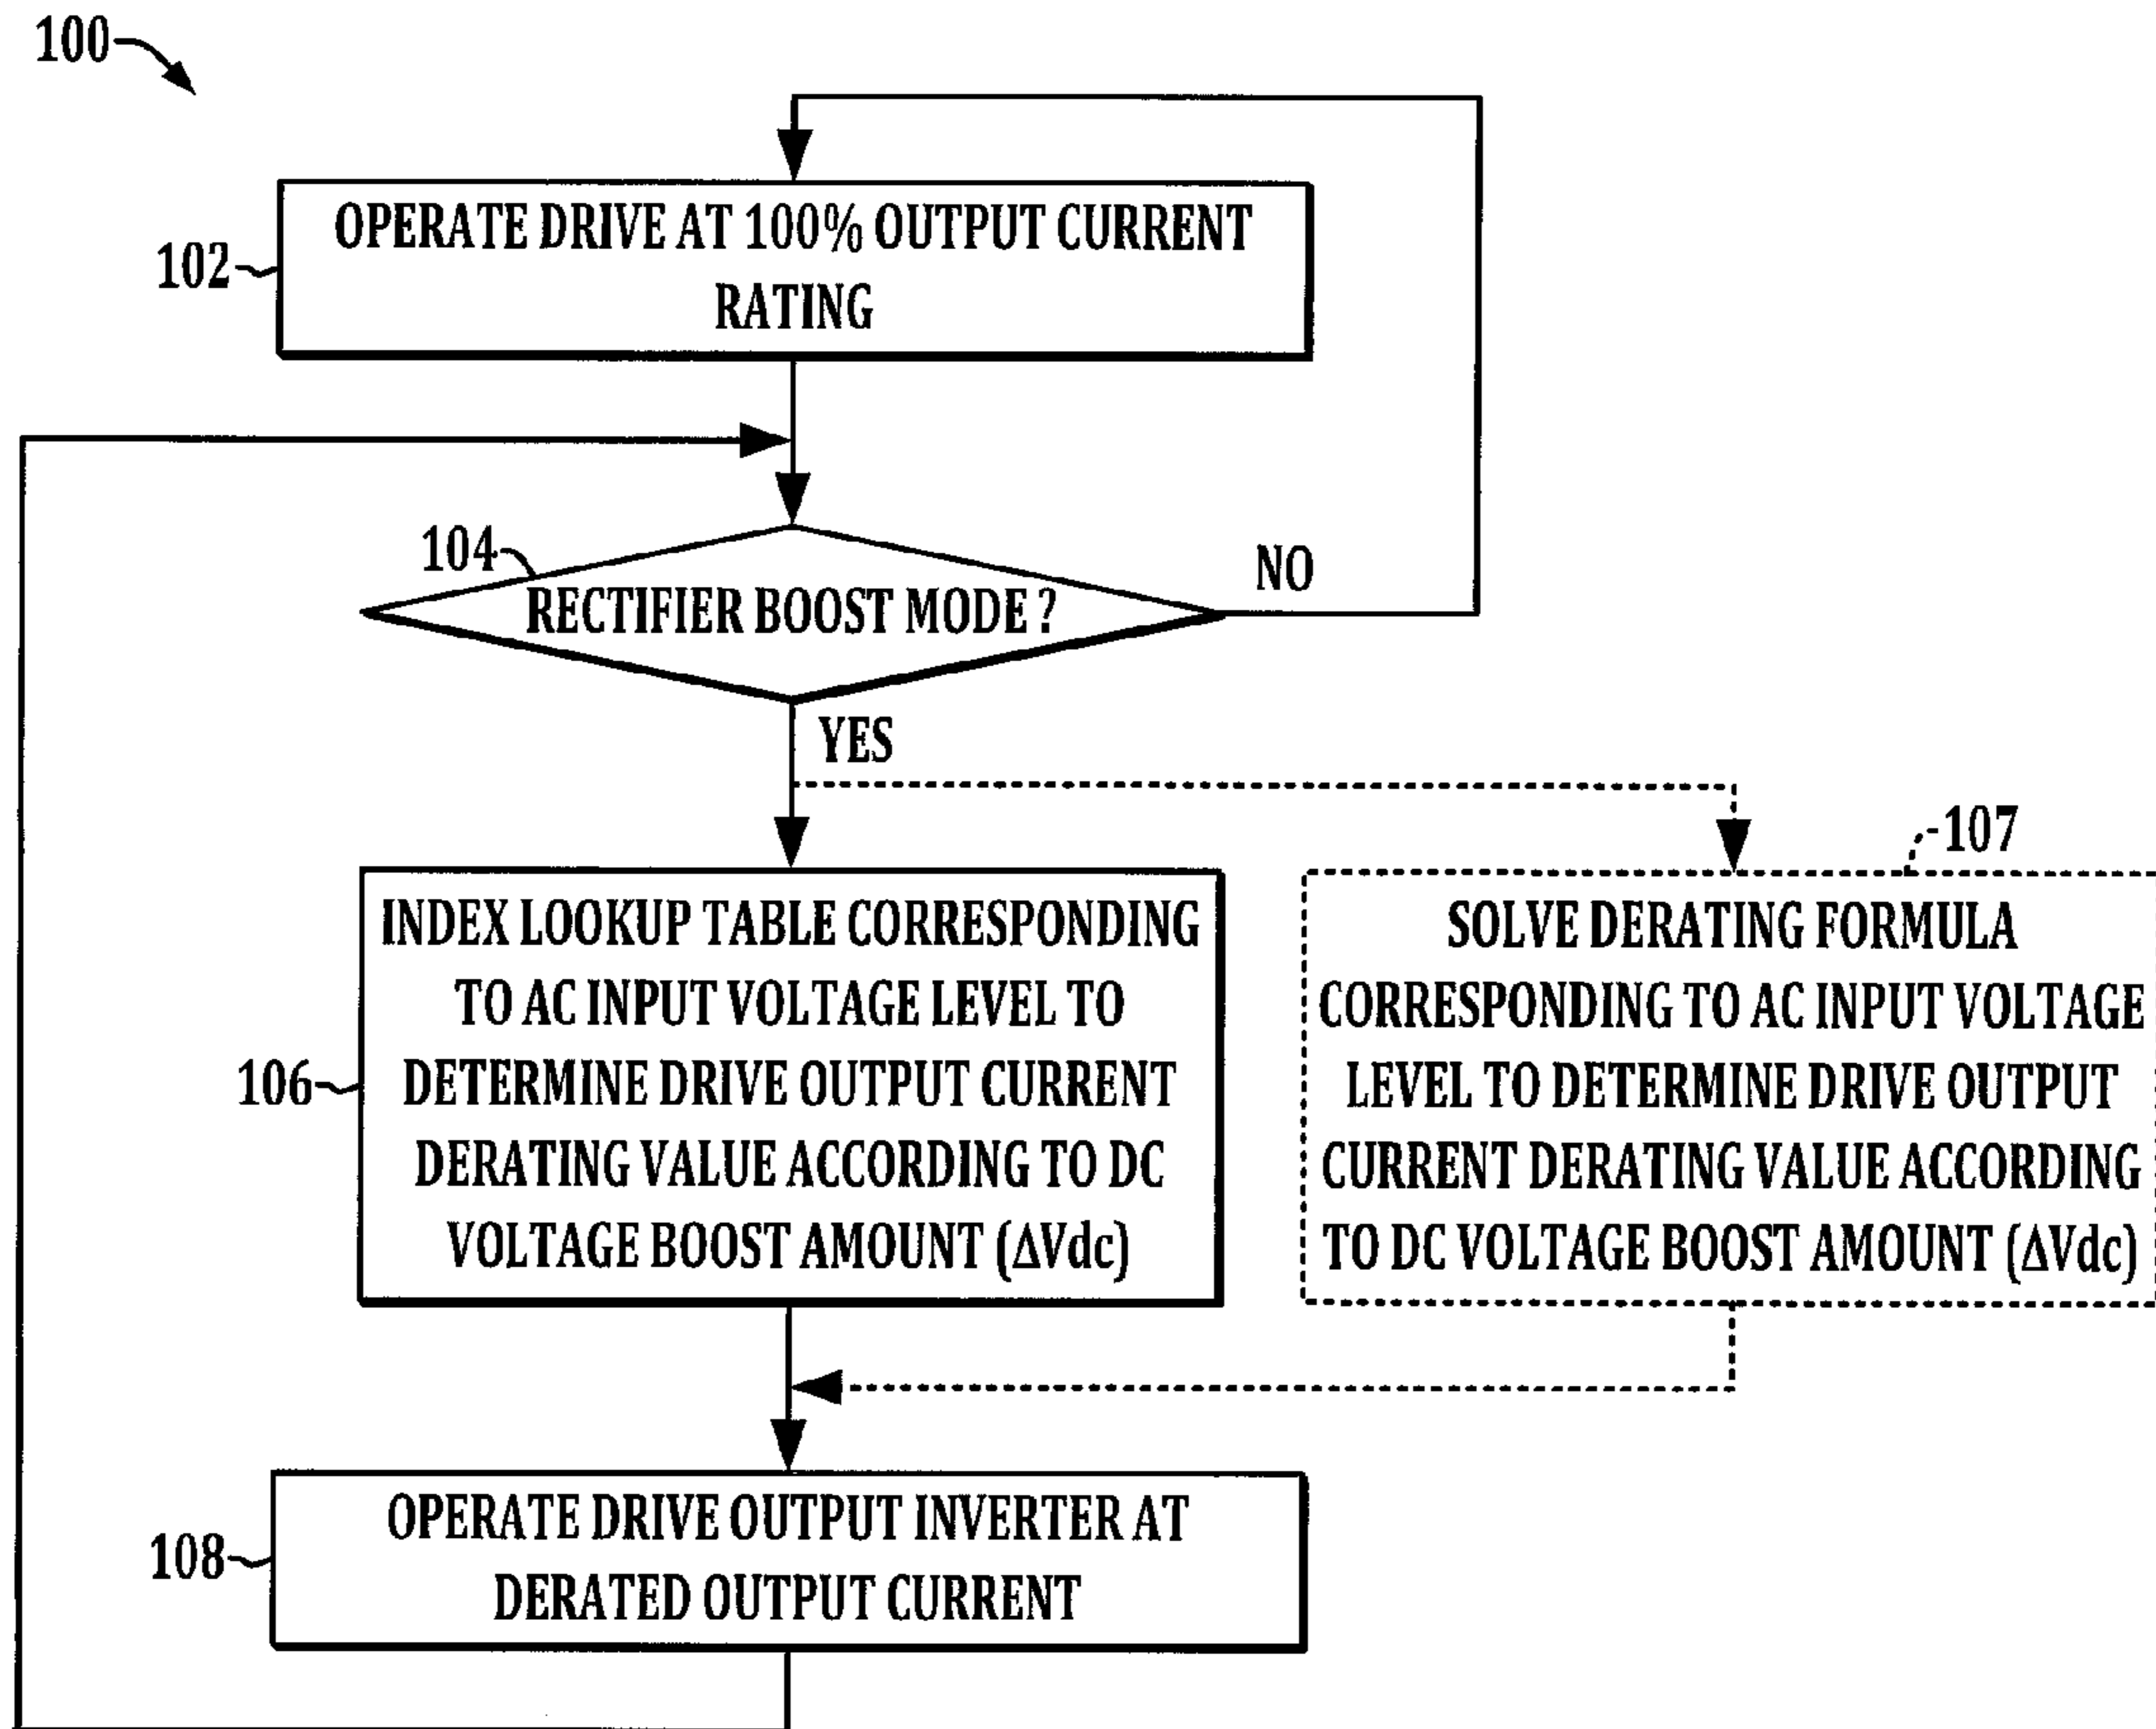 100
OPERATE DRIVE AT 100% OUTPUT CURRENT
RATING
102
104
RECTIFIER BOOST MODE ?
NO
YES
107
INDEX LOOKUP TABLE CORRESPONDING
TO AC INPUT VOLTAGE LEVEL TO
DETERMINE DRIVE OUTPUT CURRENT
DERATING VALUE ACCORDING TO DC
VOLTAGE BOOST AMOUNT (ΔVdc)
106
SOLVE DERATING FORMULA
CORRESPONDING TO AC INPUT VOLTAGE
LEVEL TO DETERMINE DRIVE OUTPUT
CURRENT DERATING VALUE ACCORDING
TO DC VOLTAGE BOOST AMOUNT (ΔVdc)
OPERATE DRIVE OUTPUT INVERTER AT
DERATED OUTPUT CURRENT
108